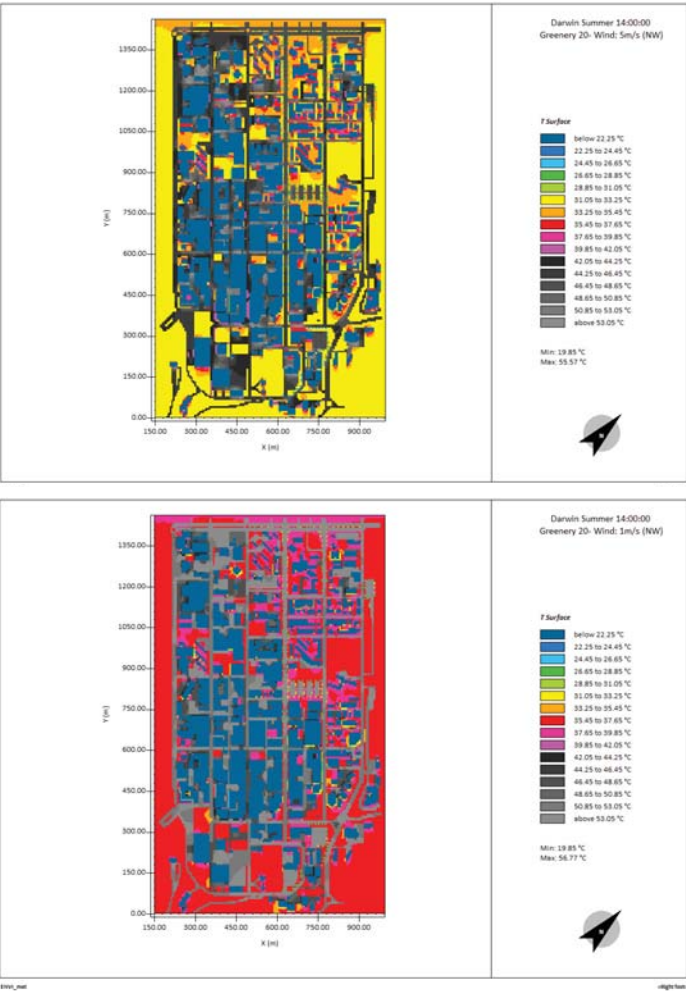 Darwin Summer 14:00:00
Greenery 20- Wind: 5m/s (NW)
T Surface
below 22.25 °C
22.25 to 24.45 °C
24.45 to 26.65 °C
26.65 to 28.85 °C
28.85 to 31.05 °C
31.05 to 33.25 °C
33.25 to 35.45 °C
35.45 to 37.65 °C
37.65 to 39.85 °C
39.85 to 42.05 °C
42.05 to 44.25 °C
44.25 to 46.45 °C
46.45 to 48.65 °C
48.65 to 50.85 °C
50.85 to 53.05 °C
above 53.05 °C
Min: 19.85 °C
Max: 55.57 °C
N
Y (m)
1350.00
1200.00
1050.00
900.00
750.00
600.00
450.00
300.00
150.00
0.00
150.00 300.00 450.00 600.00 750.00 900.00
X (m)
Darwin Summer 14:00:00
Greenery 20- Wind: 1m/s (NW)
T Surface
below 22.25 °C
22.25 to 24.45 °C
24.45 to 26.65 °C
26.65 to 28.85 °C
28.85 to 31.05 °C
31.05 to 33.25 °C
33.25 to 35.45 °C
35.45 to 37.65 °C
37.65 to 39.85 °C
39.85 to 42.05 °C
42.05 to 44.25 °C
44.25 to 46.45 °C
46.45 to 48.65 °C
48.65 to 50.85 °C
50.85 to 53.05 °C
above 53.05 °C
Min: 19.85 °C
Max: 56.77 °C
N
Y (m)
1350.00
1200.00
1050.00
900.00
750.00
600.00
450.00
300.00
150.00
0.00
150.00 300.00 450.00 600.00 750.00 900.00
X (m)